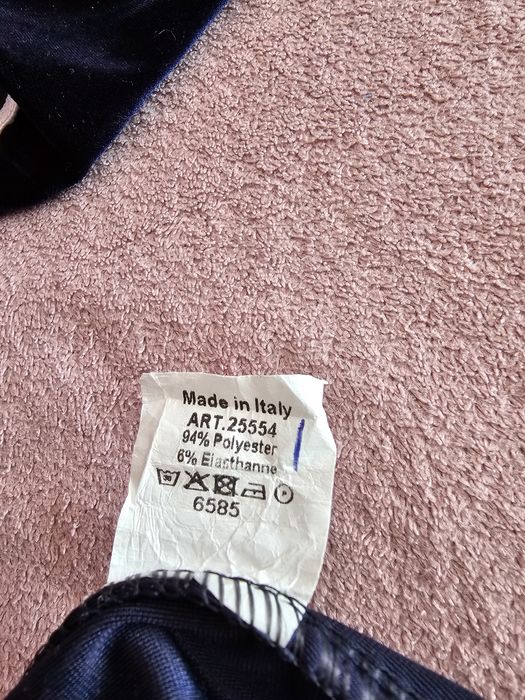 Made in Italy
ART.25554
94% Polyester
6% Elasthanne
6585